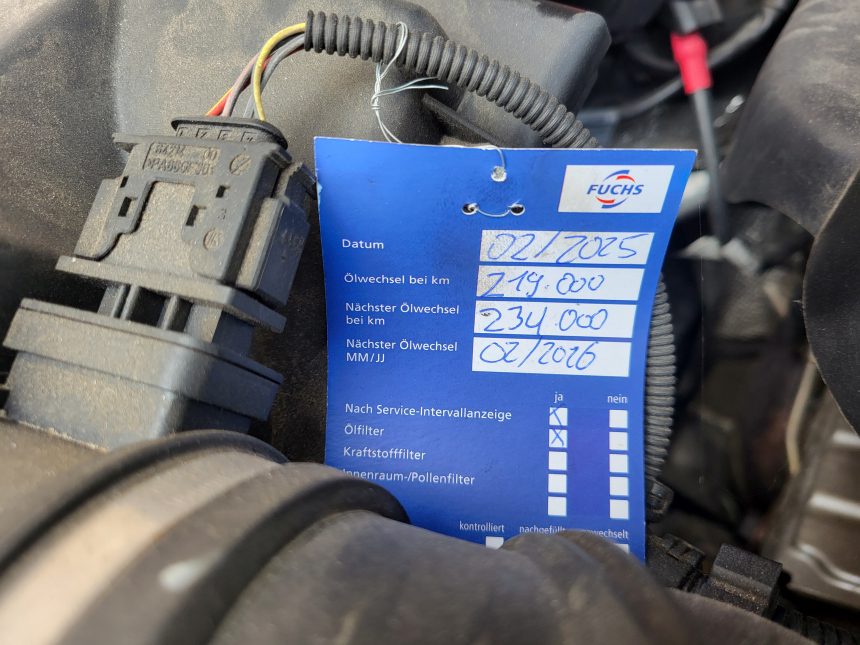 FUCHS
Datum 02/2025
Ölwechsel bei km 219.000
Nächster Ölwechsel
bei km 234.000
Nächster Ölwechsel
MM/JJ 02/2026
ja nein
Nach Service-Intervallanzeige X
Ölfilter X
Kraftstofffilter
Innenraum-/Pollenfilter
kontrolliert nachgefüllt